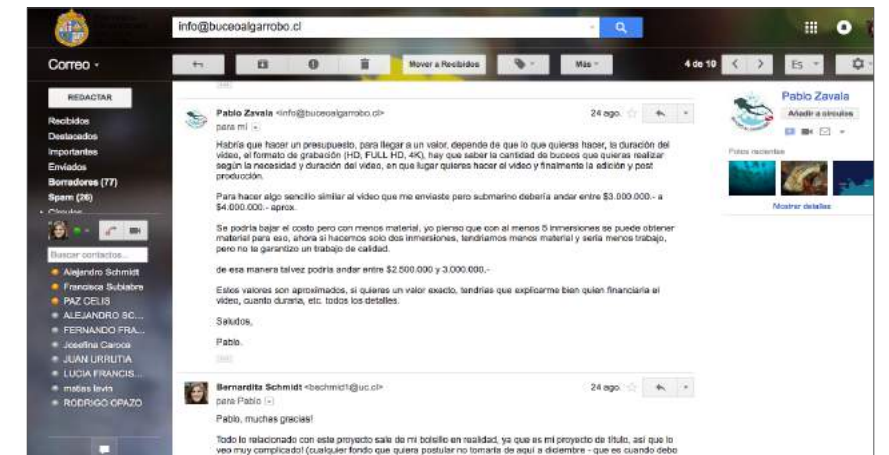 info@buceoalgarrobo.cl
Correo
Mover a Recibidos
Más
4 de 10
Es
REDACTAR
Recibidos
Destacados
Importantes
Enviados
Borradores (77)
Spam (26)
Círculos
Buscar contactos...
Alejandro Schmidt
Francisca Subiabre
PAZ CELIS
ALEJANDRO SC...
FERNANDO FRA...
Josefina Caroca
JUAN URRUTIA
LUCIA FRANCIS...
matias levin
RODRIGO OPAZO
Pablo Zavala <info@buceoalgarrobo.cl>
24 ago.
para mí
Habría que hacer un presupuesto, para llegar a un valor, depende de que lo que quieras hacer, la duración del
video, el formato de grabación (HD, FULL HD, 4K), hay que saber la cantidad de buceos que quieras realizar
según la necesidad y duración del video, en que lugar quieres hacer el video y finalmente la edición y post
producción.
Para hacer algo sencillo similar al video que me enviaste pero submarino debería andar entre $3.000.000.- a
$4.000.000.- aprox.
Se podría bajar el costo pero con menos material, yo pienso que con al menos 5 inmersiones se puede obtener
material para eso, ahora si hacemos solo dos inmersiones, tendríamos menos material y sería menos trabajo,
pero no te garantizo un trabajo de calidad.
de esa manera talvez podría andar entre $2.500.000 y 3.000.000,-
Estos valores son aproximados, si quieres un valor exacto, tendrías que explicarme bien quien financiaría el
video, cuanto duraría, etc. todos los detalles.
Saludos,
Pablo.
Bernardita Schmidt <bschmid1@uc.cl>
24 ago.
para Pablo
Pablo, muchas gracias!
Todo lo relacionado con este proyecto sale de mi bolsillo en realidad, ya que es mi proyecto de título, así que lo
veo muy complicado! (cualquier fondo que quiera postular no tomaría de aquí a diciembre - que es cuando debo
Pablo Zavala
Añadir a círculos
Fotos recientes
Mostrar detalles